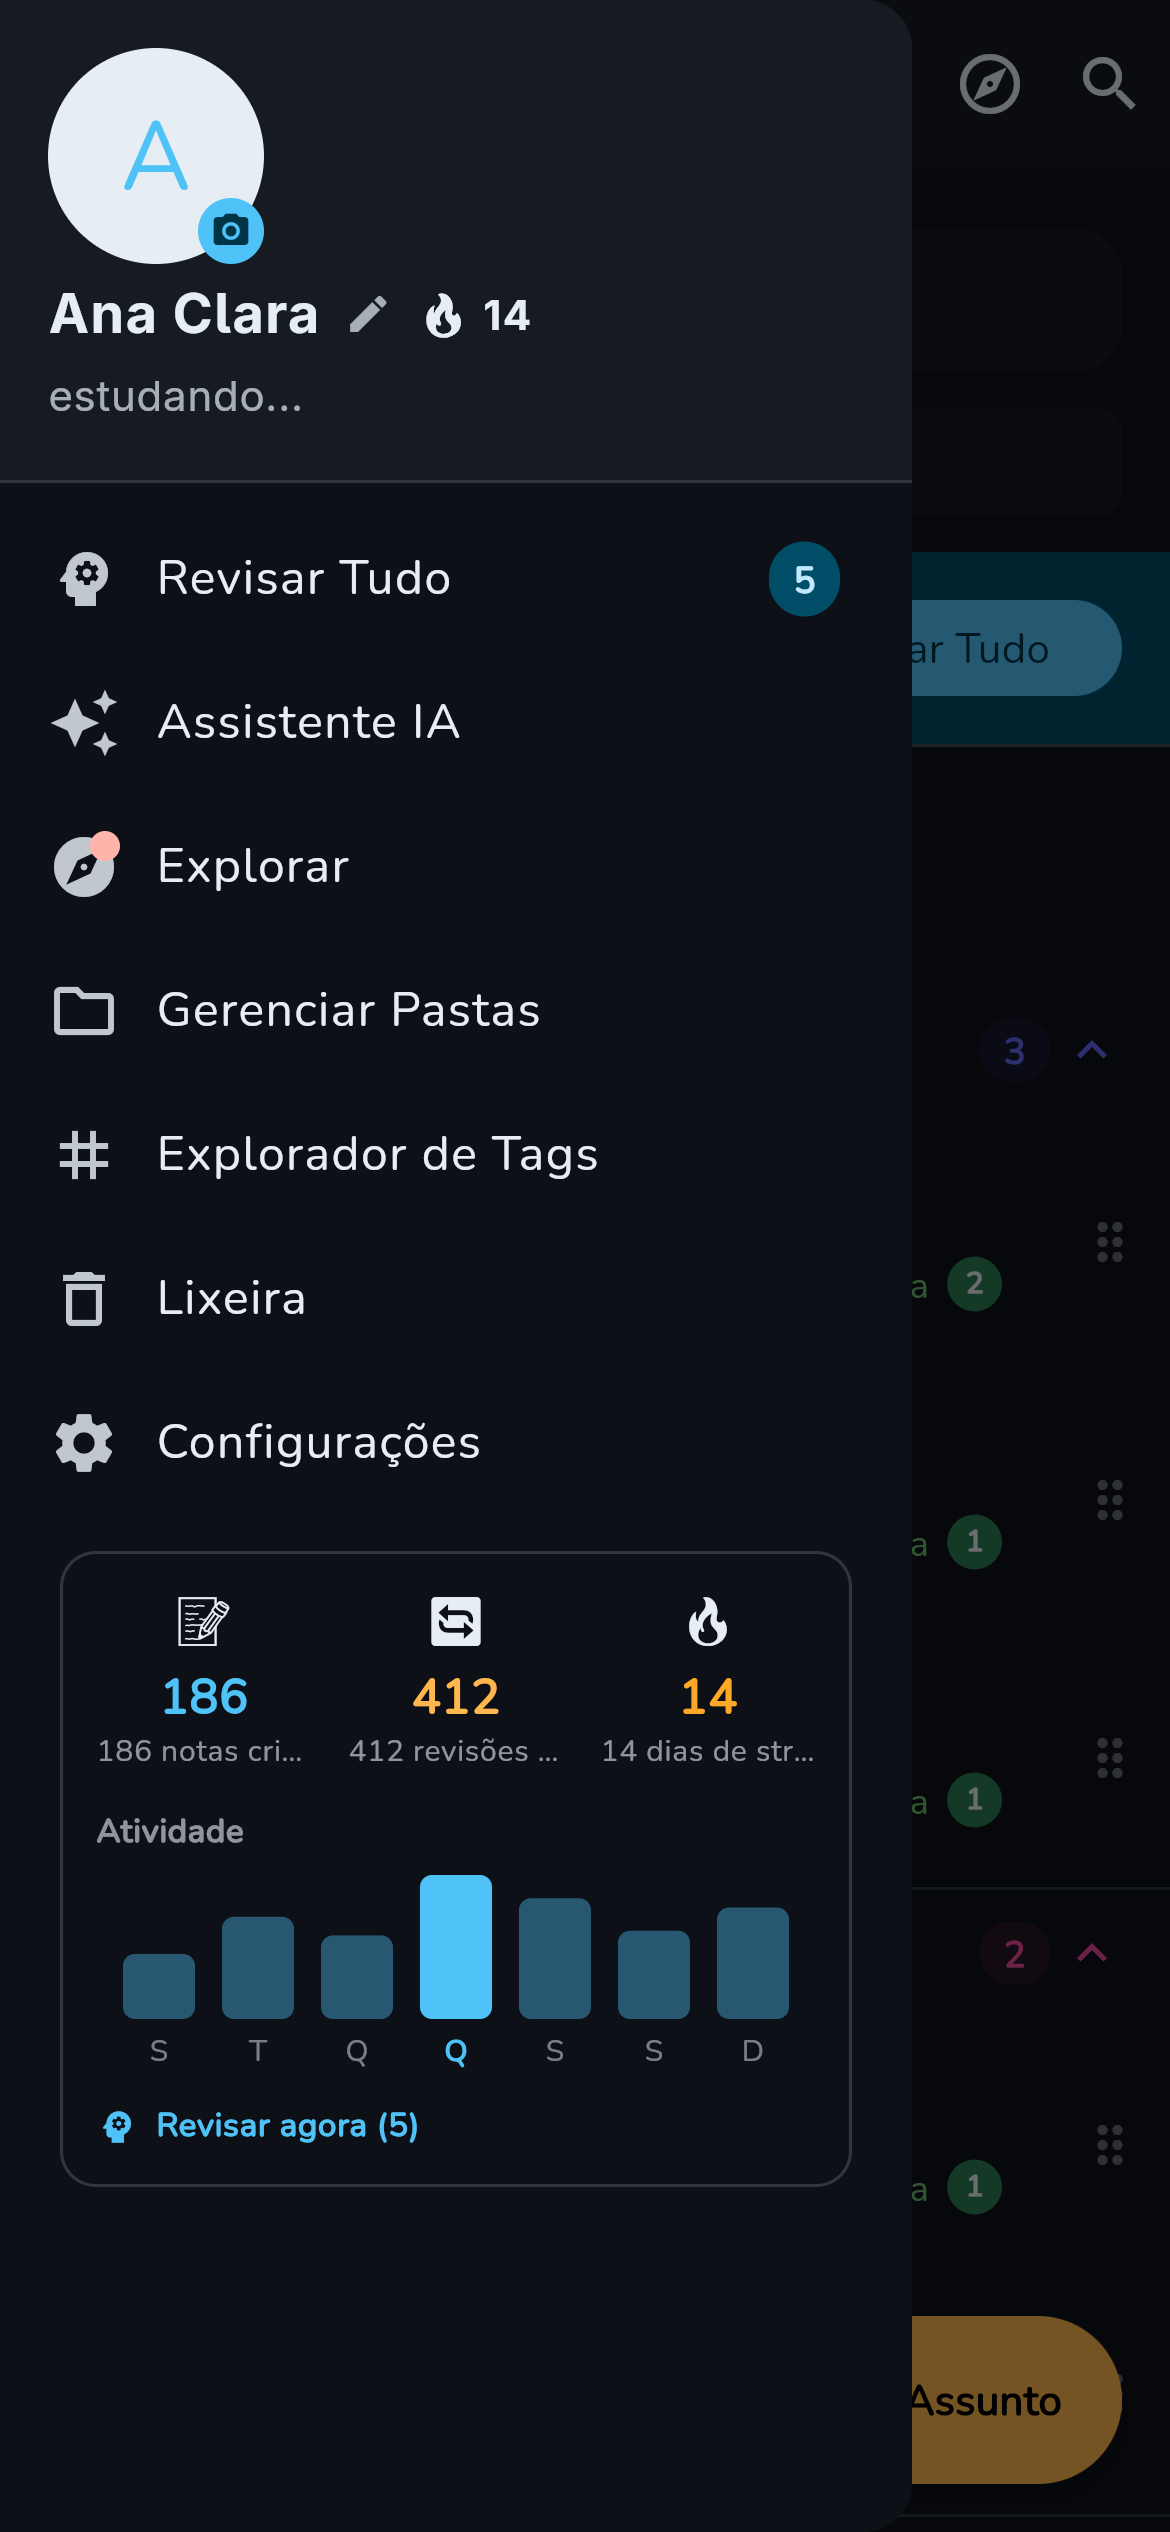 A
Ana Clara 14
estudando...
Revisar Tudo 5
ar Tudo
Assistente IA
Explorar
Gerenciar Pastas
3
Explorador de Tags
a 2
Lixeira
Configurações
a 1
186 412 14
186 notas cri... 412 revisões ... 14 dias de str...
a 1
Atividade
2
S T Q Q S S D
Revisar agora (5)
a 1
Assunto